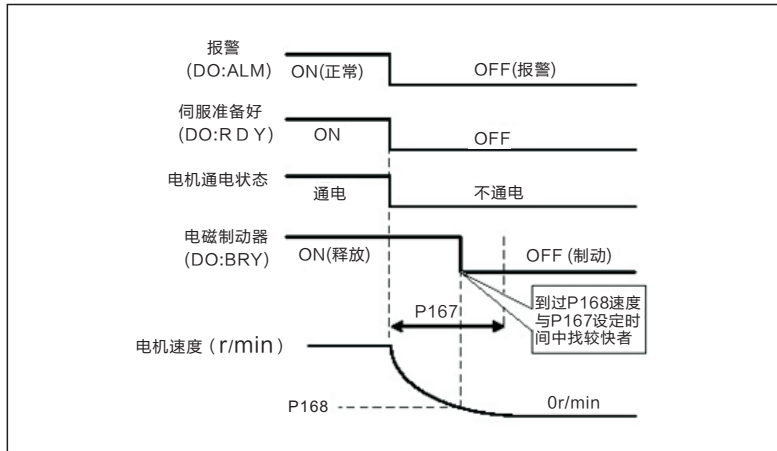 报警
(DO:ALM) ON(正常) OFF(报警)
伺服准备好
(DO:R D Y) ON OFF
电机通电状态 通电 不通电
电磁制动器
(DO:BRY) ON(释放) OFF (制动)
P167
到过P168速度
与P167设定时
间中找较快者
电机速度 (r/min)
P168 0r/min